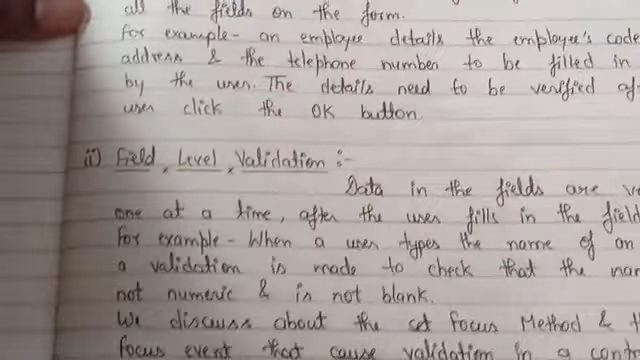 all the fields on the form.
for example - an employee details the employee's code
address & the telephone number to be filled in
by the user. The details need to be verified
user click the OK button.
ii) Field Level Validation :-
Data in the fields are
one at a time, after the user fills in the
for example - When a user types the name of an
a validation is made to check that the
not numeric & is not blank.
We discuss about the set focus Method &
focus event that cause validation in a